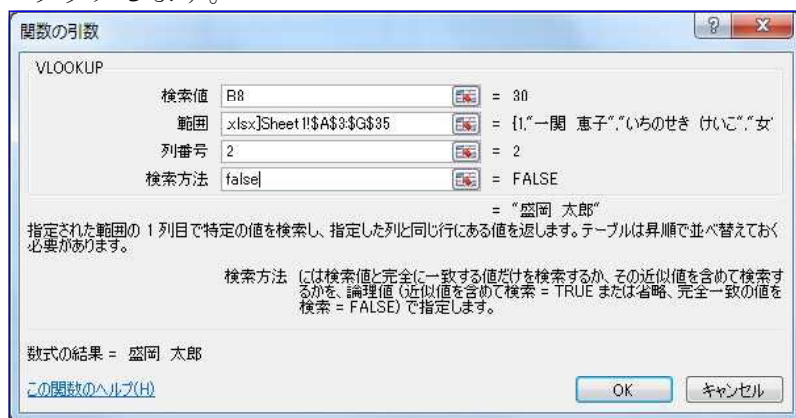 関数の引数
VLOOKUP
検索値 B8 = 30
範囲 .xlsx]Sheet1!$A$3:$G$35 = {1,"一関 恵子","いちのせき けいこ","女"
列番号 2 = 2
検索方法 false = FALSE
= "盛岡 太郎"
指定された範囲の 1 列目で特定の値を検索し、指定した列と同じ行にある値を返します。テーブルは昇順で並べ替えておく
必要があります。
検索方法 には検索値と完全に一致する値だけを検索するか、その近似値を含めて検索す
るかを、論理値 (近似値を含めて検索 = TRUE または省略、完全一致の値を
検索 = FALSE) で指定します。
数式の結果 = 盛岡 太郎
この関数のヘルプ(H)
OK キャンセル